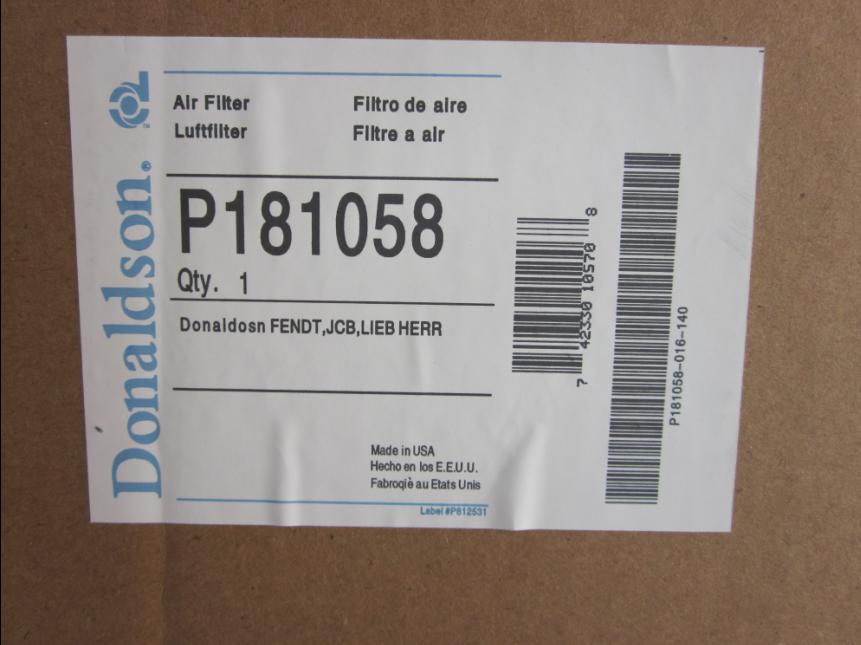 Donaldson.
Air Filter
Filtro de aire
Luftfilter
Filtre a air
P181058
Qty. 1
Donaldosn FENDT,JCB,LIEB HERR
Made in USA
Hecho en los E.E.U.U.
Fabroqiè au Etats Unis
Label #P812531
7 42330 10570 8
P181058-016-140